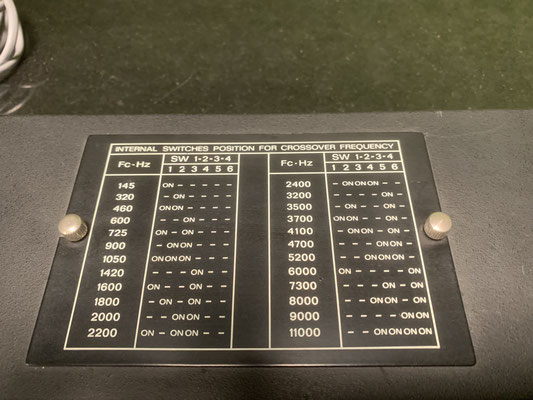 INTERNAL SWITCHES POSITION FOR CROSSOVER FREQUENCY
Fc·Hz SW 1·2·3·4
1 2 3 4 5 6
145 ON - - - - -
320 - ON - - - -
460 ON ON - - - -
600 - - ON - - -
725 ON - ON - - -
900 - ON ON - - -
1050 ON ON ON - - -
1420 - - - ON - -
1600 ON - - ON - -
1800 - ON - ON - -
2000 - - ON ON - -
2200 ON - ON ON - -
Fc·Hz SW 1·2·3·4
1 2 3 4 5 6
2400 - ON ON ON - -
3200 - - - - ON -
3500 - ON - - ON -
3700 ON ON - - ON -
4100 - ON ON - ON -
4700 - - - ON ON -
5200 - - ON ON ON -
6000 ON - - - - ON
7300 - - - ON - ON
8000 - - ON ON - ON
9000 - - - - ON ON
11000 - - ON ON ON ON